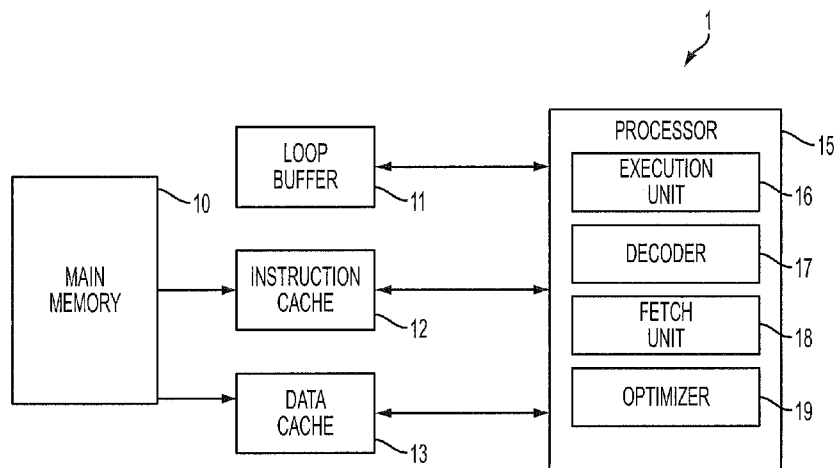 1
PROCESSOR
15
LOOP
BUFFER
11
EXECUTION
UNIT
16
10
MAIN
MEMORY
DECODER
17
INSTRUCTION
CACHE
12
FETCH
UNIT
18
DATA
CACHE
13
OPTIMIZER
19